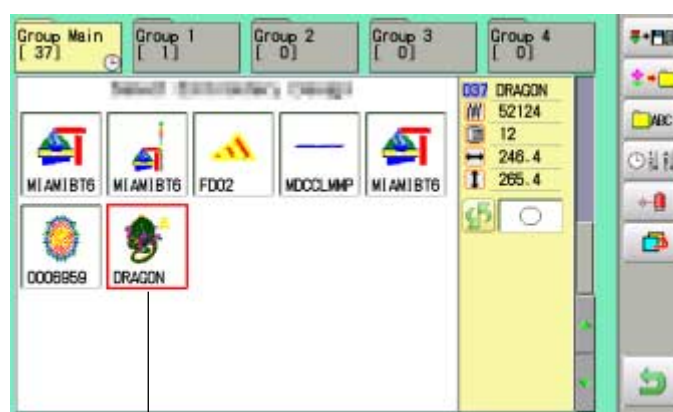 Group Main
[ 37]
Group 1
[ 1]
Group 2
[ 0]
Group 3
[ 0]
Group 4
[ 0]
037 DRAGON
52124
12
246.4
265.4
MIAMIBT6
MIAMIBT6
FD02
MDCCLMMP
MIAMIBT6
0006959
DRAGON
ABC